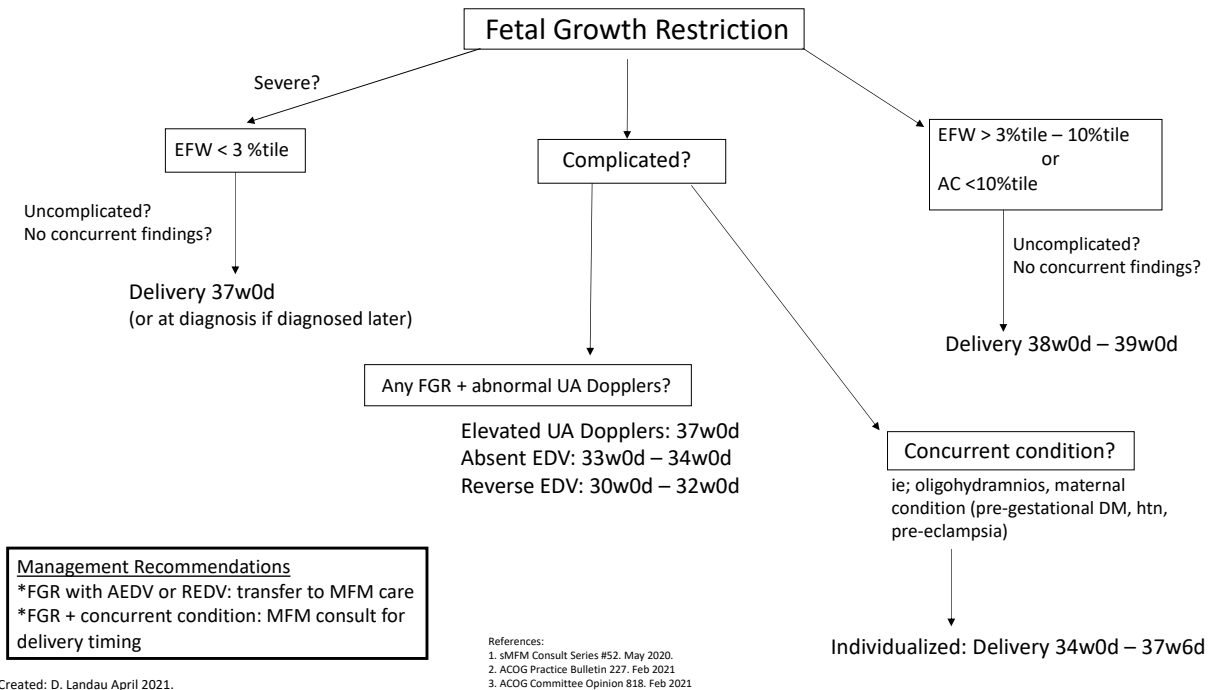 Fetal Growth Restriction
Severe?
EFW < 3 %tile
Uncomplicated?
No concurrent findings?
Delivery 37w0d
(or at diagnosis if diagnosed later)
Complicated?
Any FGR + abnormal UA Dopplers?
Elevated UA Dopplers: 37w0d
Absent EDV: 33w0d – 34w0d
Reverse EDV: 30w0d – 32w0d
EFW > 3%tile – 10%tile
or
AC <10%tile
Uncomplicated?
No concurrent findings?
Delivery 38w0d – 39w0d
Concurrent condition?
ie; oligohydramnios, maternal
condition (pre-gestational DM, htn,
pre-eclampsia)
Individualized: Delivery 34w0d – 37w6d
Management Recommendations
*FGR with AEDV or REDV: transfer to MFM care
*FGR + concurrent condition: MFM consult for
delivery timing
References:
1. sMFM Consult Series #52. May 2020.
2. ACOG Practice Bulletin 227. Feb 2021
3. ACOG Committee Opinion 818. Feb 2021
Created: D. Landau April 2021.